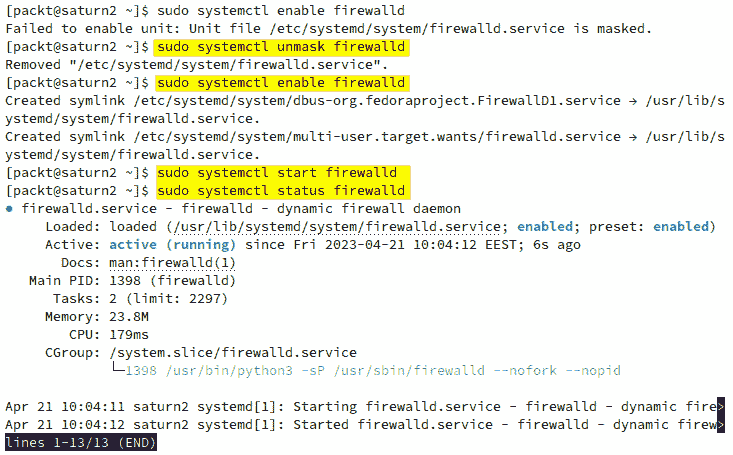 [packt@saturn2 ~]$ sudo systemctl enable firewalld
Failed to enable unit: Unit file /etc/systemd/system/firewalld.service is masked.
[packt@saturn2 ~]$ sudo systemctl unmask firewalld
Removed "/etc/systemd/system/firewalld.service".
[packt@saturn2 ~]$ sudo systemctl enable firewalld
Created symlink /etc/systemd/system/dbus-org.fedoraproject.FirewallD1.service → /usr/lib/s
ystemd/system/firewalld.service.
Created symlink /etc/systemd/system/multi-user.target.wants/firewalld.service → /usr/lib/s
ystemd/system/firewalld.service.
[packt@saturn2 ~]$ sudo systemctl start firewalld
[packt@saturn2 ~]$ sudo systemctl status firewalld
● firewalld.service - firewalld - dynamic firewall daemon
     Loaded: loaded (/usr/lib/systemd/system/firewalld.service; enabled; preset: enabled)
     Active: active (running) since Fri 2023-04-21 10:04:12 EEST; 6s ago
       Docs: man:firewalld(1)
   Main PID: 1398 (firewalld)
      Tasks: 2 (limit: 2297)
     Memory: 23.8M
        CPU: 179ms
     CGroup: /system.slice/firewalld.service
             └─1398 /usr/bin/python3 -sP /usr/sbin/firewalld --nofork --nopid
Apr 21 10:04:11 saturn2 systemd[1]: Starting firewalld.service - firewalld - dynamic fire>
Apr 21 10:04:12 saturn2 systemd[1]: Started firewalld.service - firewalld - dynamic firew>
lines 1-13/13 (END)